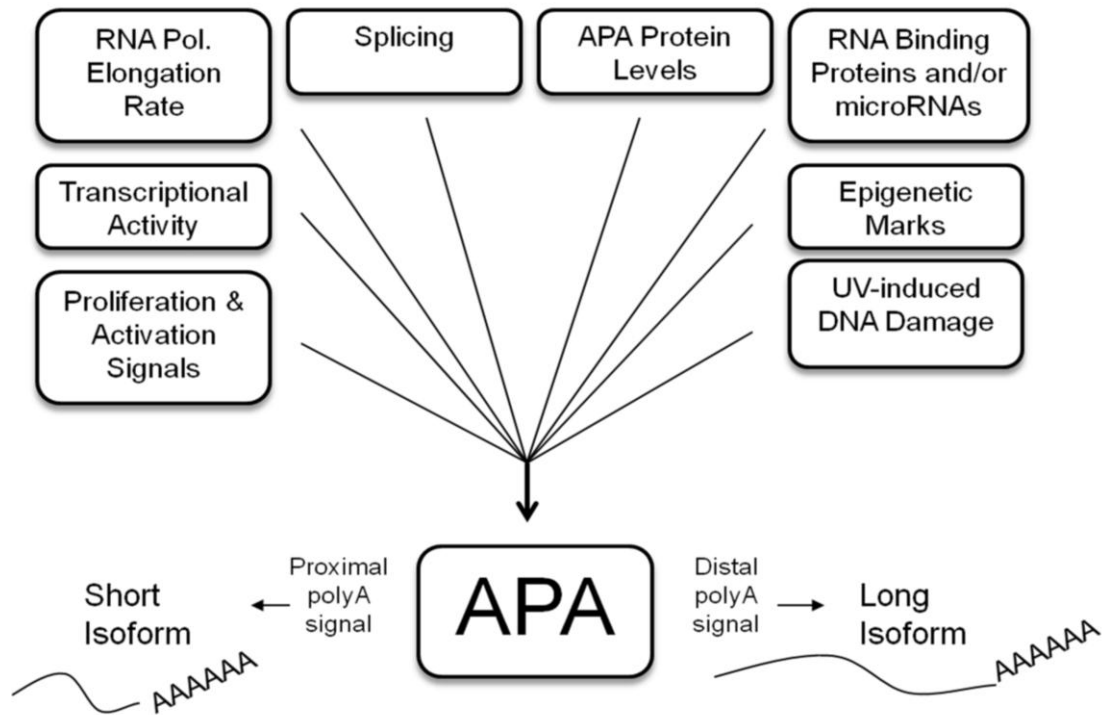 RNA Pol.
Elongation
Rate
Splicing
APA Protein
Levels
RNA Binding
Proteins and/or
microRNAs
Transcriptional
Activity
Epigenetic
Marks
Proliferation &
Activation
Signals
UV-induced
DNA Damage
Short
Isoform
AAAAAA
Proximal
polyA
signal
APA
Distal
polyA
signal
Long
Isoform
AAAAAA